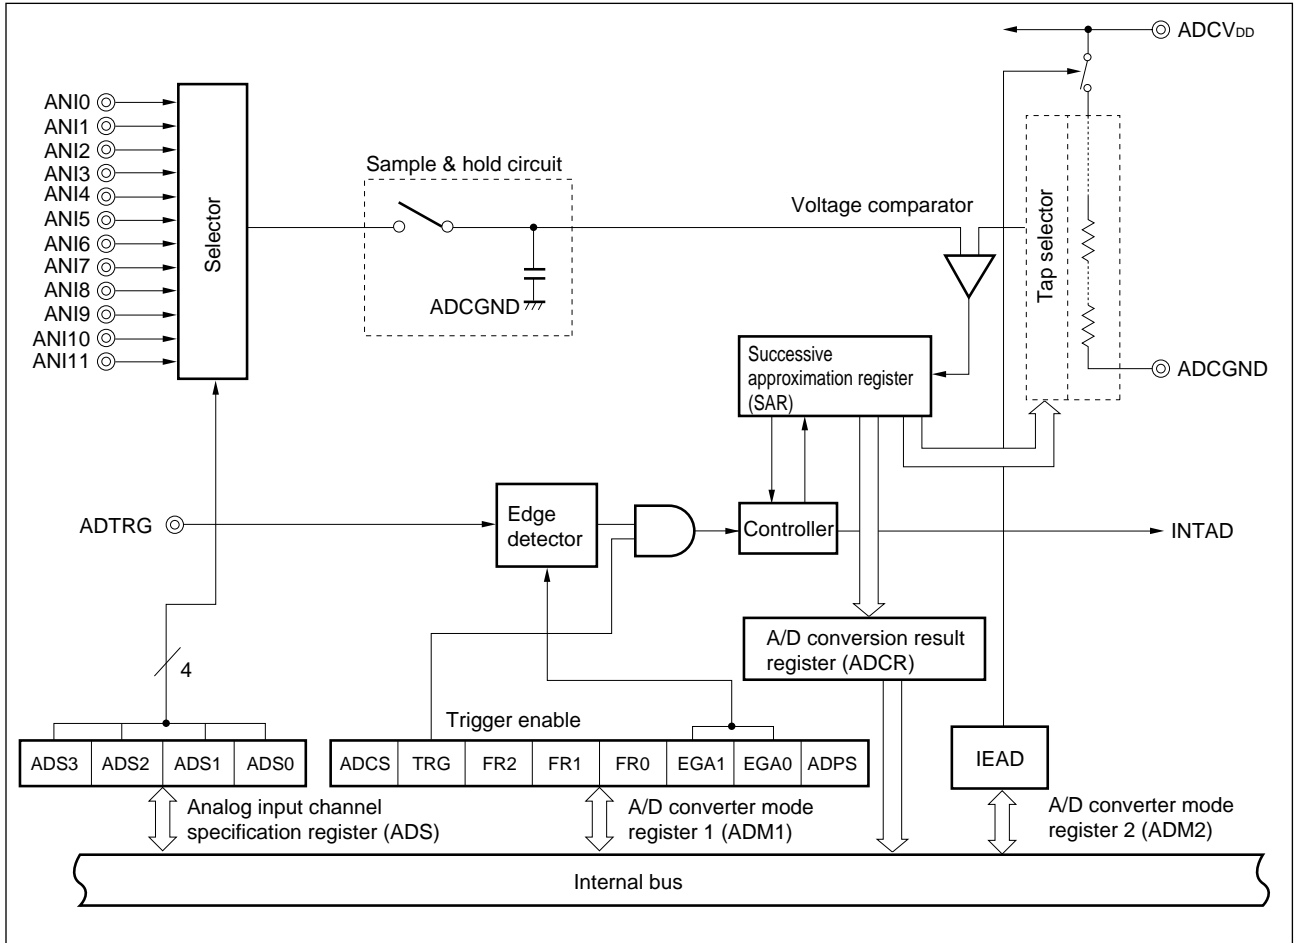 ADCVDD
ANI0
ANI1
ANI2
ANI3
ANI4
ANI5
ANI6
ANI7
ANI8
ANI9
ANI10
ANI11
Selector
Sample & hold circuit
ADCGND
Voltage comparator
Tap selector
ADCGND
Successive
approximation register
(SAR)
ADTRG
Edge
detector
Controller
INTAD
A/D conversion result
register (ADCR)
4
Trigger enable
ADS3 ADS2 ADS1 ADS0
ADCS TRG FR2 FR1 FR0 EGA1 EGA0 ADPS
IEAD
Analog input channel
specification register (ADS)
A/D converter mode
register 1 (ADM1)
A/D converter mode
register 2 (ADM2)
Internal bus